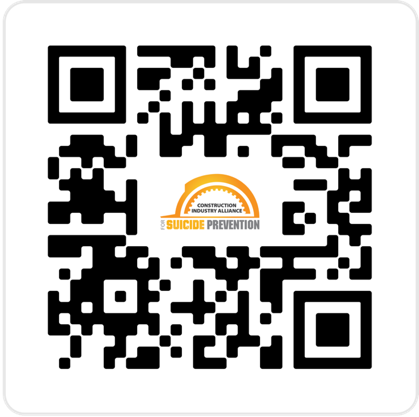 CONSTRUCTION
INDUSTRY ALLIANCE
FOR SUICIDE PREVENTION